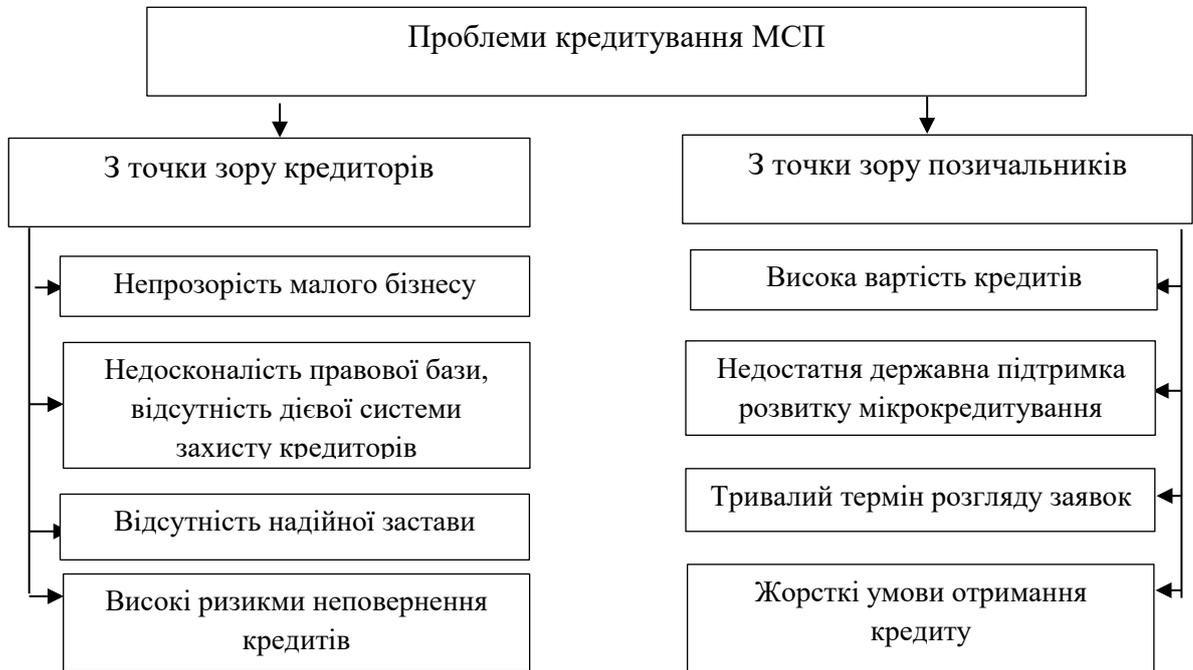 Проблеми кредитування МСП
З точки зору кредиторів
Непрозорість малого бізнесу
Недосконалість правової бази,
відсутність дієвої системи
захисту кредиторів
Відсутність надійної застави
Високі ризикми неповернення
кредитів
З точки зору позичальників
Висока вартість кредитів
Недостатня державна підтримка
розвитку мікрокредитування
Тривалий термін розгляду заявок
Жорсткі умови отримання
кредиту